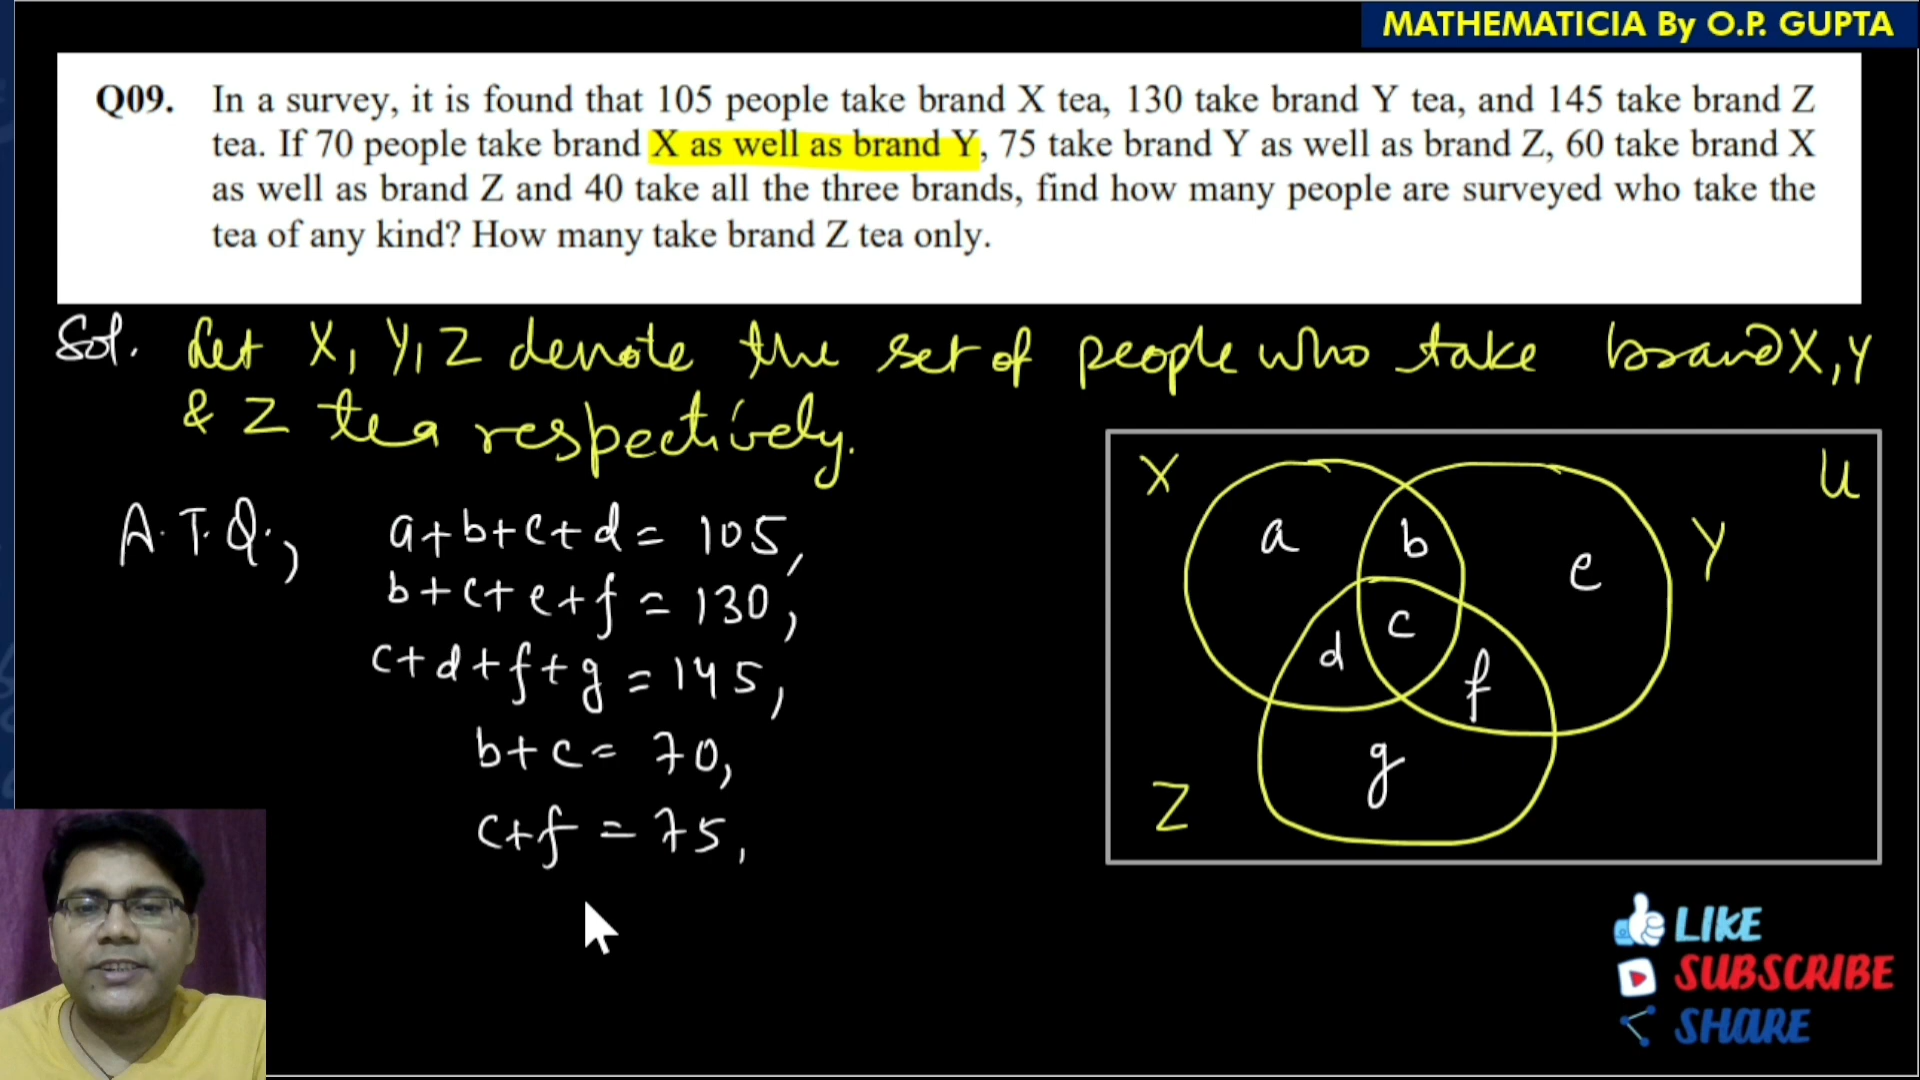 MATHEMATICIA By O.P. GUPTA
Q09. In a survey, it is found that 105 people take brand X tea, 130 take brand Y tea, and 145 take brand Z
tea. If 70 people take brand X as well as brand Y, 75 take brand Y as well as brand Z, 60 take brand X
as well as brand Z and 40 take all the three brands, find how many people are surveyed who take the
tea of any kind? How many take brand Z tea only.
Sol. Let X, Y, Z denote the set of people who take brand X, Y
& Z tea respectively.
A.T.Q., a+b+c+d = 105,
b+c+e+f = 130,
c+d+f+g = 145,
b+c = 70,
c+f = 75,
X
U
a
b
e
Y
d
c
f
Z
g
LIKE
SUBSCRIBE
SHARE